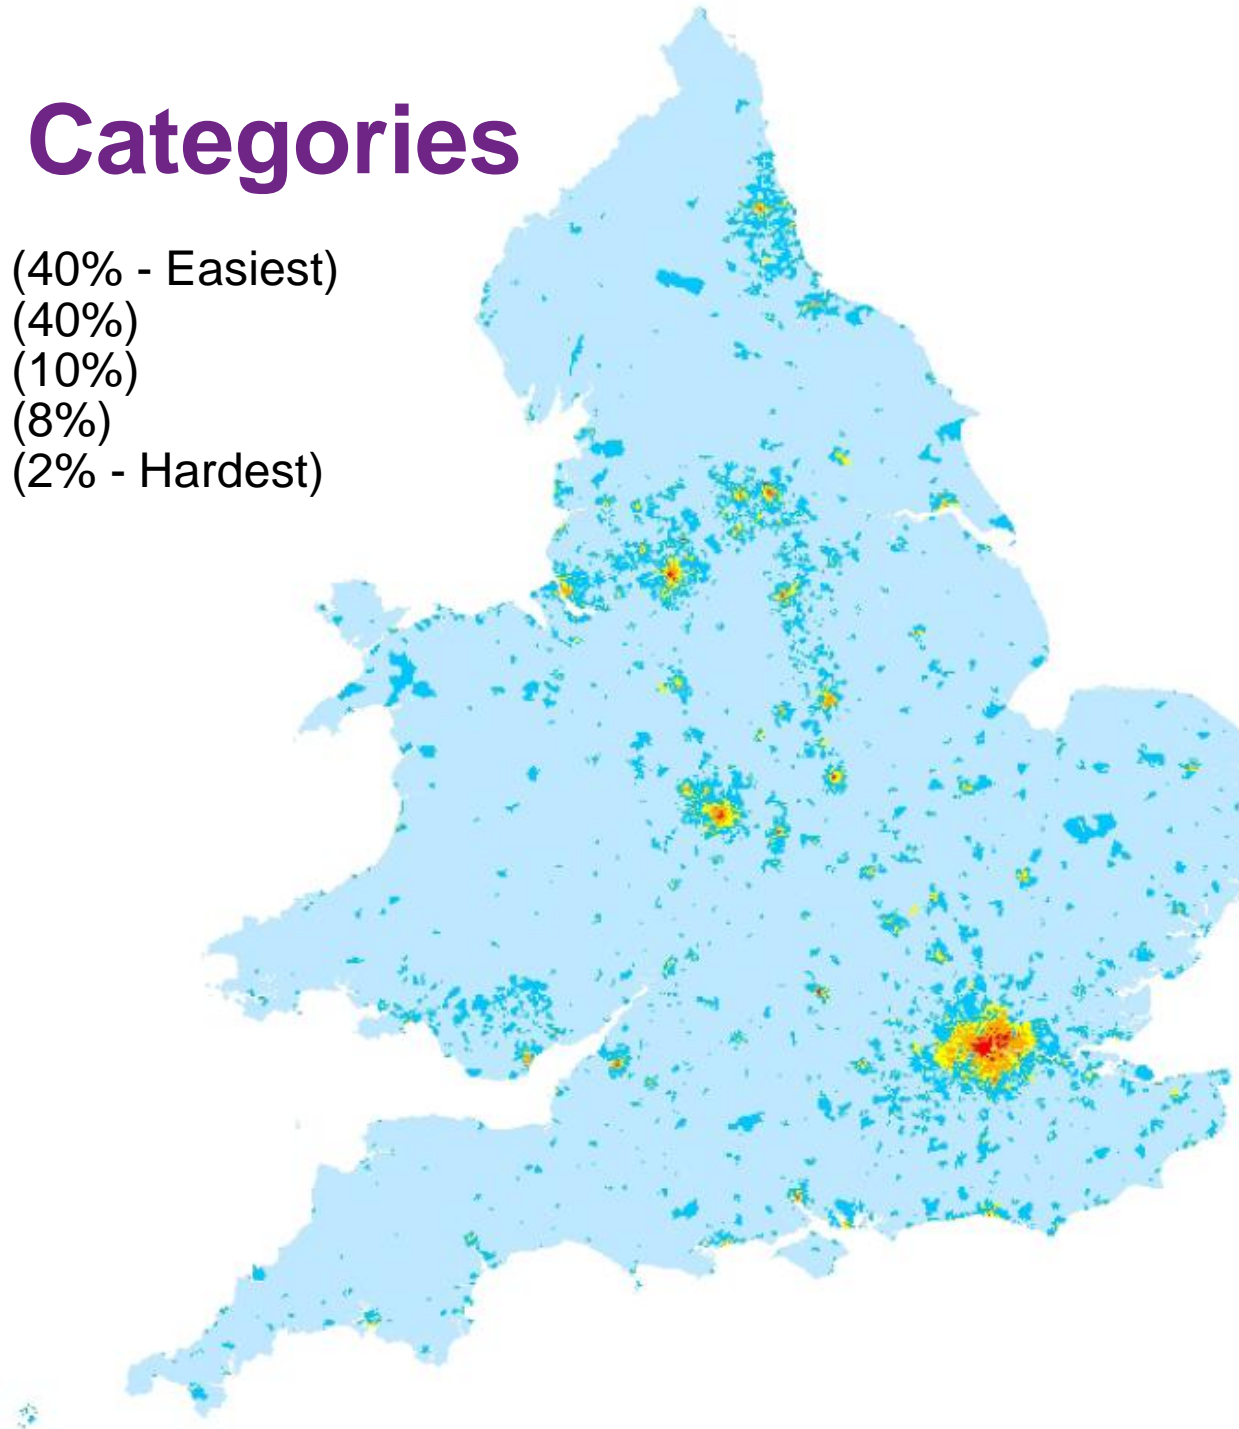 Categories
(40% - Easiest)
(40%)
(10%)
(8%)
(2% - Hardest)